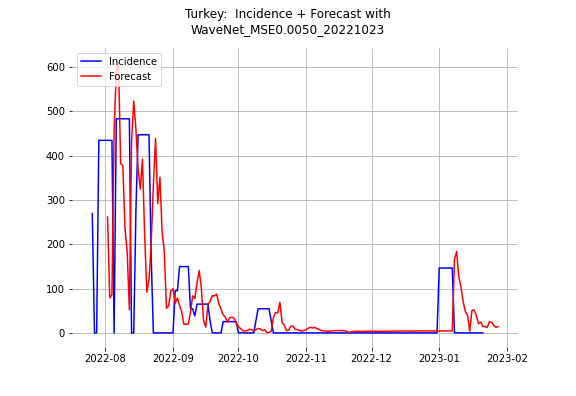 Turkey:  Incidence + Forecast with
WaveNet_MSE0.0050_20221023
Incidence
Forecast
600
500
400
300
200
100
0
2022-08 2022-09 2022-10 2022-11 2022-12 2023-01 2023-02